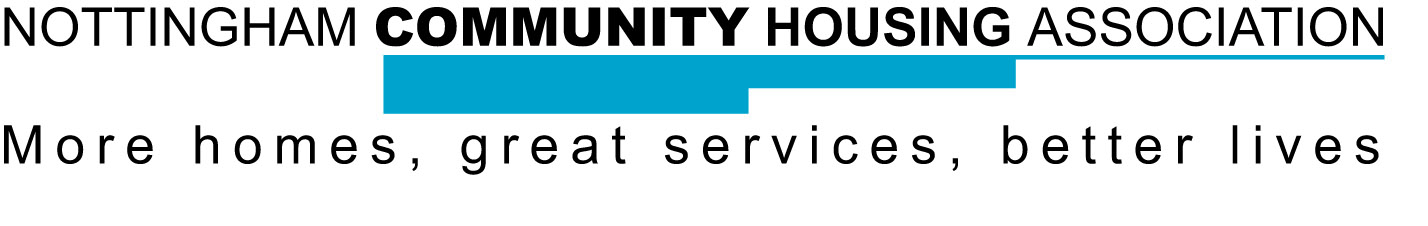 NOTTINGHAM COMMUNITY HOUSING ASSOCIATION
More homes, great services, better lives